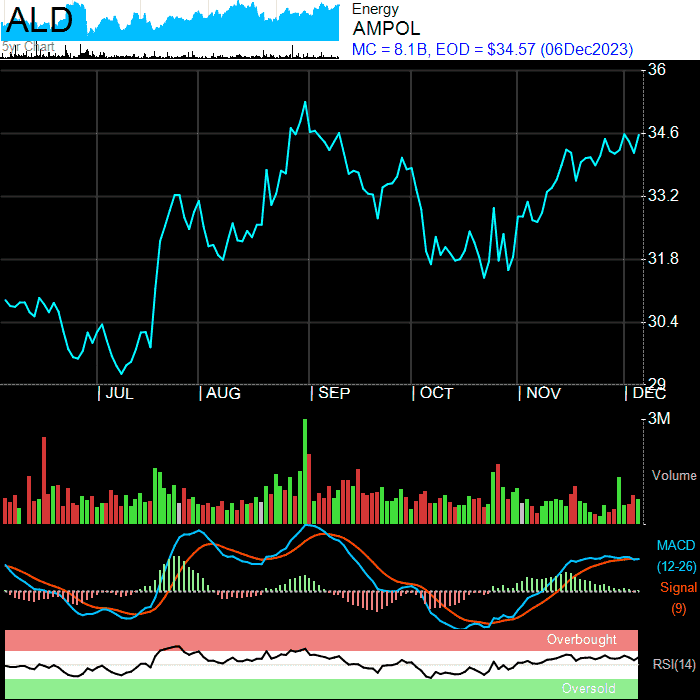 ALD
5yr Chart
Energy
AMPOL
MC = 8.1B, EOD = $34.57 (06Dec2023)
36
34.6
33.2
31.8
30.4
29
| JUL | AUG | SEP | OCT | NOV | DEC
3M
Volume
MACD
(12-26)
Signal
(9)
Overbought
RSI(14)
Oversold